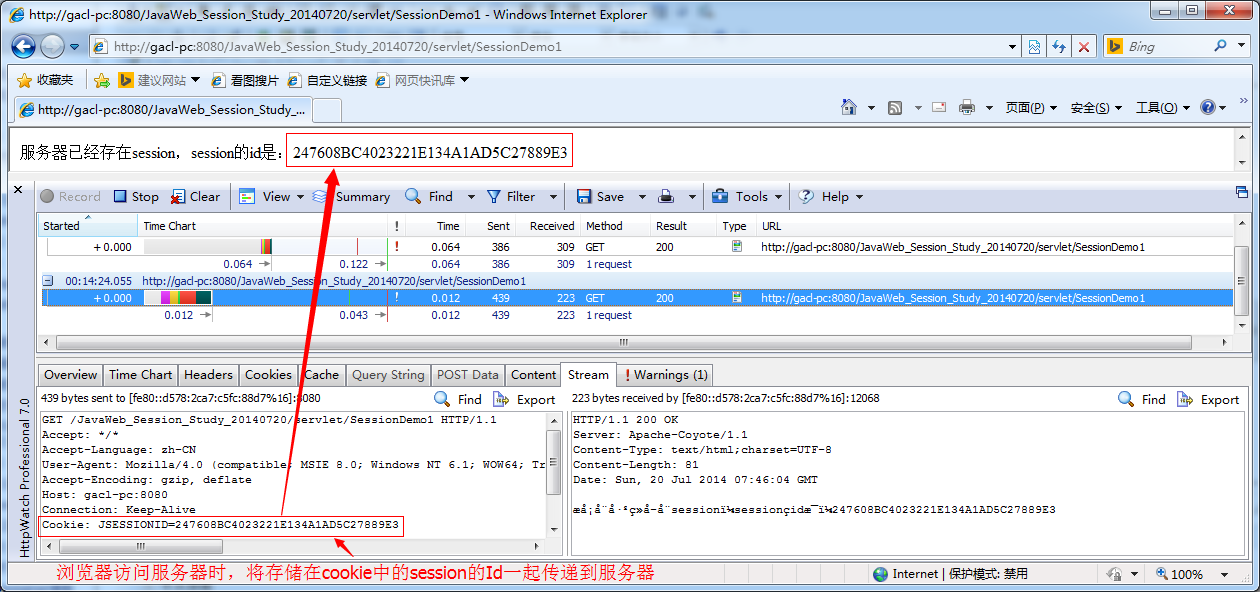 http://gacl-pc:8080/JavaWeb_Session_Study_20140720/servlet/SessionDemo1 - Windows Internet Explorer
http://gacl-pc:8080/JavaWeb_Session_Study_20140720/servlet/SessionDemo1 Bing
收藏夹 建议网站 看图搜片 自定义链接 网页快讯库
http://gacl-pc:8080/JavaWeb_Session_Study_... 页面(P) 安全(S) 工具(O)
服务器已经存在session，session的id是：247608BC4023221E134A1AD5C27889E3
Record Stop Clear View Summary Find Filter Save Tools Help
Started Time Chart ! Time Sent Received Method Result Type URL
+ 0.000 ! 0.064 386 309 GET 200 http://gacl-pc:8080/JavaWeb_Session_Study_20140720/servlet/SessionDemo1
0.064 0.122 0.064 386 309 1 request
00:14:24.055 http://gacl-pc:8080/JavaWeb_Session_Study_20140720/servlet/SessionDemo1
+ 0.000 ! 0.012 439 223 GET 200 http://gacl-pc:8080/JavaWeb_Session_Study_20140720/servlet/SessionDemo1
0.012 0.043 0.012 439 223 1 request
Overview Time Chart Headers Cookies Cache Query String POST Data Content Stream ! Warnings (1)
439 bytes sent to [fe80::d578:2ca7:c5fc:88d7%16]:8080 Find Export
GET /JavaWeb_Session_Study_20140720/servlet/SessionDemo1 HTTP/1.1
Accept: */*
Accept-Language: zh-CN
User-Agent: Mozilla/4.0 (compatible; MSIE 8.0; Windows NT 6.1; WOW64; Tr
Accept-Encoding: gzip, deflate
Host: gacl-pc:8080
Connection: Keep-Alive
Cookie: JSESSIONID=247608BC4023221E134A1AD5C27889E3
223 bytes received by [fe80::d578:2ca7:c5fc:88d7%16]:12068 Find Export
HTTP/1.1 200 OK
Server: Apache-Coyote/1.1
Content-Type: text/html;charset=UTF-8
Content-Length: 81
Date: Sun, 20 Jul 2014 07:46:04 GMT
247608BC4023221E134A1AD5C27889E3
HttpWatch Professional 7.0
浏览器访问服务器时，将存储在cookie中的session的Id一起传递到服务器
Internet | 保护模式: 禁用 100%